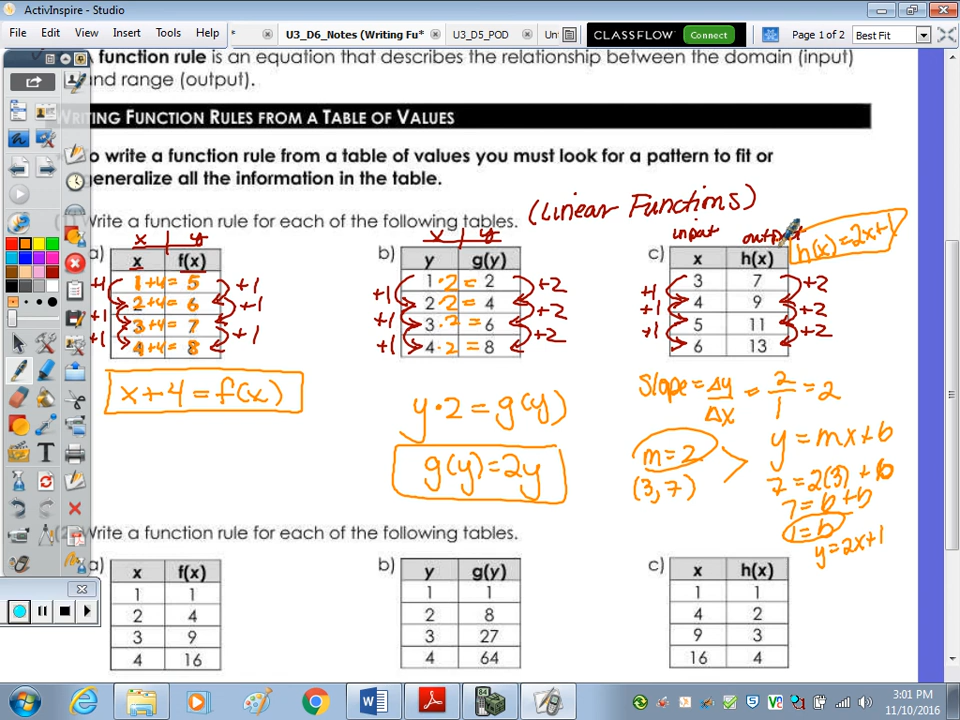 ActivInspire - Studio
File Edit View Insert Tools Help
U3_D6_Notes (Writing Fu* U3_D5_POD Un CLASSFLOW Connect Page 1 of 2 Best Fit
A function rule is an equation that describes the relationship between the domain (input)
and range (output).
WRITING FUNCTION RULES FROM A TABLE OF VALUES
o write a function rule from a table of values you must look for a pattern to fit or
eneralize all the information in the table.
(Linear Functions)
Write a function rule for each of the following tables.
a)
x y
x f(x)
1+4= 5
2+4= 6
3+4= 7
4+4= 8
+1 +1
+1 +1
+1 +1
x+4=f(x)
b)
x y
y g(y)
1·2= 2
2·2= 4
3·2= 6
4·2= 8
+1 +2
+1 +2
+1 +2
y·2=g(y)
g(y)=2y
c)
input output
x h(x)
3 7
4 9
5 11
6 13
+1 +2
+1 +2
+1 +2
h(x)=2x+1
Slope=Δy/Δx = 2/1 =2
m=2
(3,7)
y=mx+b
7=2(3)+b
7=6+b
1=b
y=2x+1
Write a function rule for each of the following tables.
a)
x f(x)
1 1
2 4
3 9
4 16
b)
y g(y)
1 1
2 8
3 27
4 64
c)
x h(x)
1 1
4 2
9 3
16 4
3:01 PM
11/10/2016